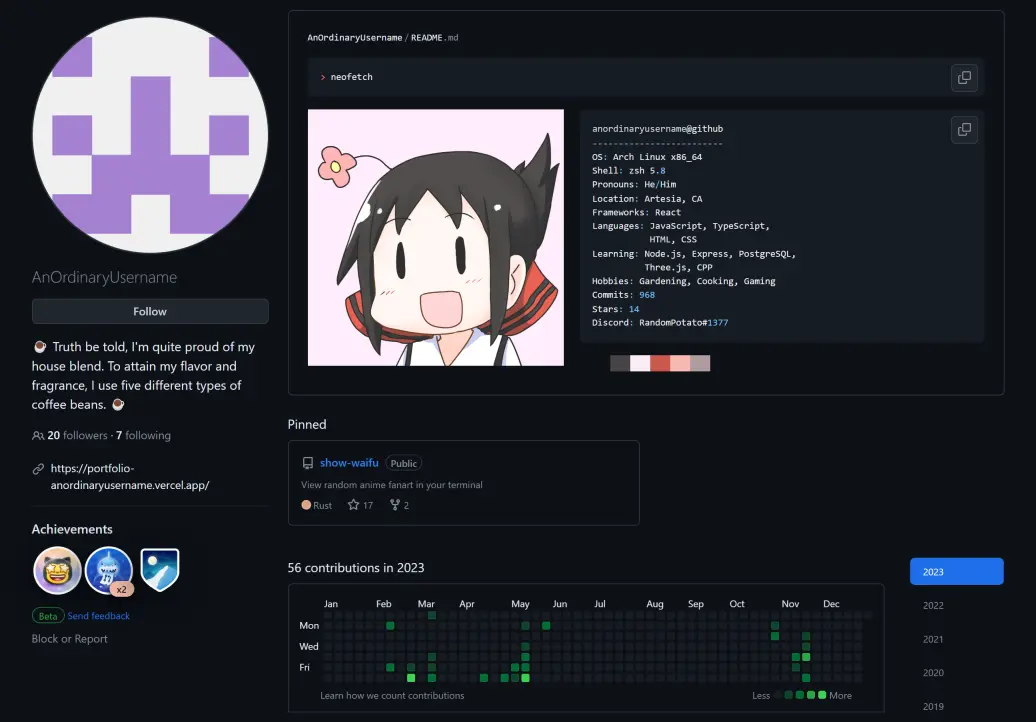 AnOrdinaryUsername
Follow
☕ Truth be told, I'm quite proud of my
house blend. To attain my flavor and
fragrance, I use five different types of
coffee beans. ☕
20 followers · 7 following
https://portfolio-
anordinaryusername.vercel.app/
Achievements
x2
Beta Send feedback
Block or Report
AnOrdinaryUsername / README.md
> neofetch
anordinaryusername@github
-------------------------
OS: Arch Linux x86_64
Shell: zsh 5.8
Pronouns: He/Him
Location: Artesia, CA
Frameworks: React
Languages: JavaScript, TypeScript,
HTML, CSS
Learning: Node.js, Express, PostgreSQL,
Three.js, CPP
Hobbies: Gardening, Cooking, Gaming
Commits: 968
Stars: 14
Discord: RandomPotato#1377
Pinned
show-waifu Public
View random anime fanart in your terminal
Rust 17 2
56 contributions in 2023
Jan Feb Mar Apr May Jun Jul Aug Sep Oct Nov Dec
Mon
Wed
Fri
Learn how we count contributions Less More
2023
2022
2021
2020
2019